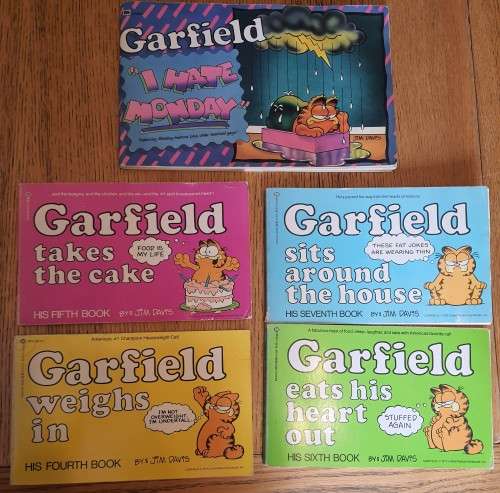 Garfield
"I HATE
MONDAY"
JIM DAVIS
Garfield
takes
the cake
FOOD IS
MY LIFE
HIS FIFTH BOOK BY: JIM DAVIS
Garfield
sits
around
the house
THESE FAT JOKES
ARE WEARING THIN
HIS SEVENTH BOOK BY: JIM DAVIS
Garfield
weighs
in
I'M NOT
OVERWEIGHT,
I'M UNDERTALL
HIS FOURTH BOOK BY: JIM DAVIS
Garfield
eats his
heart
out
STUFFED
AGAIN
HIS SIXTH BOOK BY: JIM DAVIS